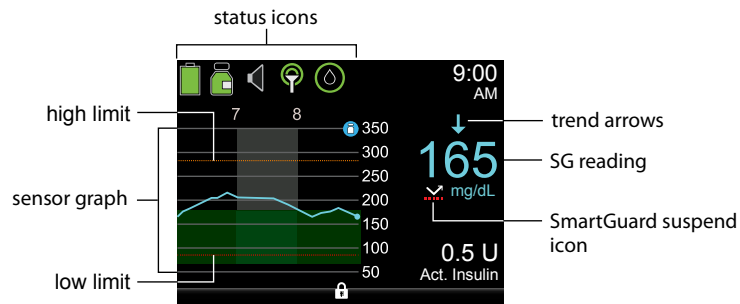 status icons
9:00
AM
7 8
high limit
350
300
250
200
150
100
50
sensor graph
low limit
trend arrows
165
mg/dL
SG reading
SmartGuard suspend
icon
0.5 U
Act. Insulin